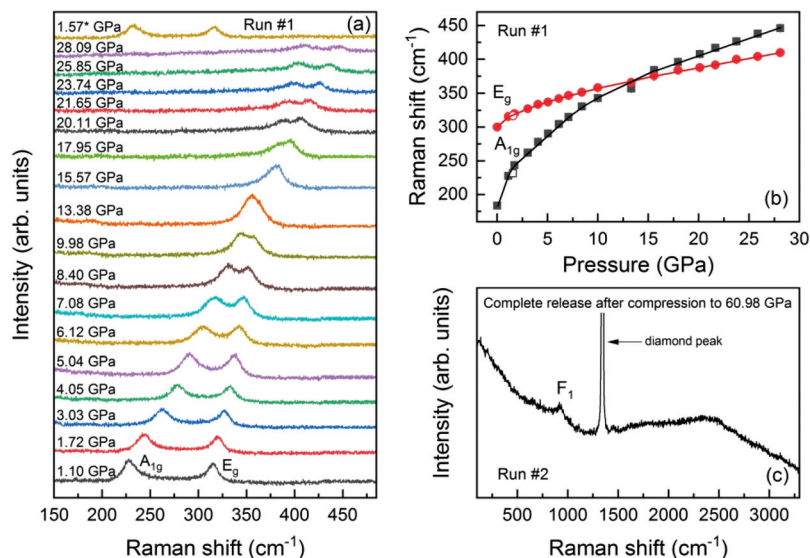 Run #1
(a)
1.57* GPa
28.09 GPa
25.85 GPa
23.74 GPa
21.65 GPa
20.11 GPa
17.95 GPa
15.57 GPa
13.38 GPa
9.98 GPa
8.40 GPa
7.08 GPa
6.12 GPa
5.04 GPa
4.05 GPa
3.03 GPa
1.72 GPa
1.10 GPa
A1g
Eg
Intensity (arb. units)
150 200 250 300 350 400 450
Raman shift (cm-1)
Run #1
Raman shift (cm-1)
450
400
350
300
250
200
Eg
A1g
(b)
0 5 10 15 20 25 30
Pressure (GPa)
Complete release after compression to 60.98 GPa
diamond peak
F1
Intensity (arb. units)
Run #2
(c)
500 1000 1500 2000 2500 3000
Raman shift (cm-1)